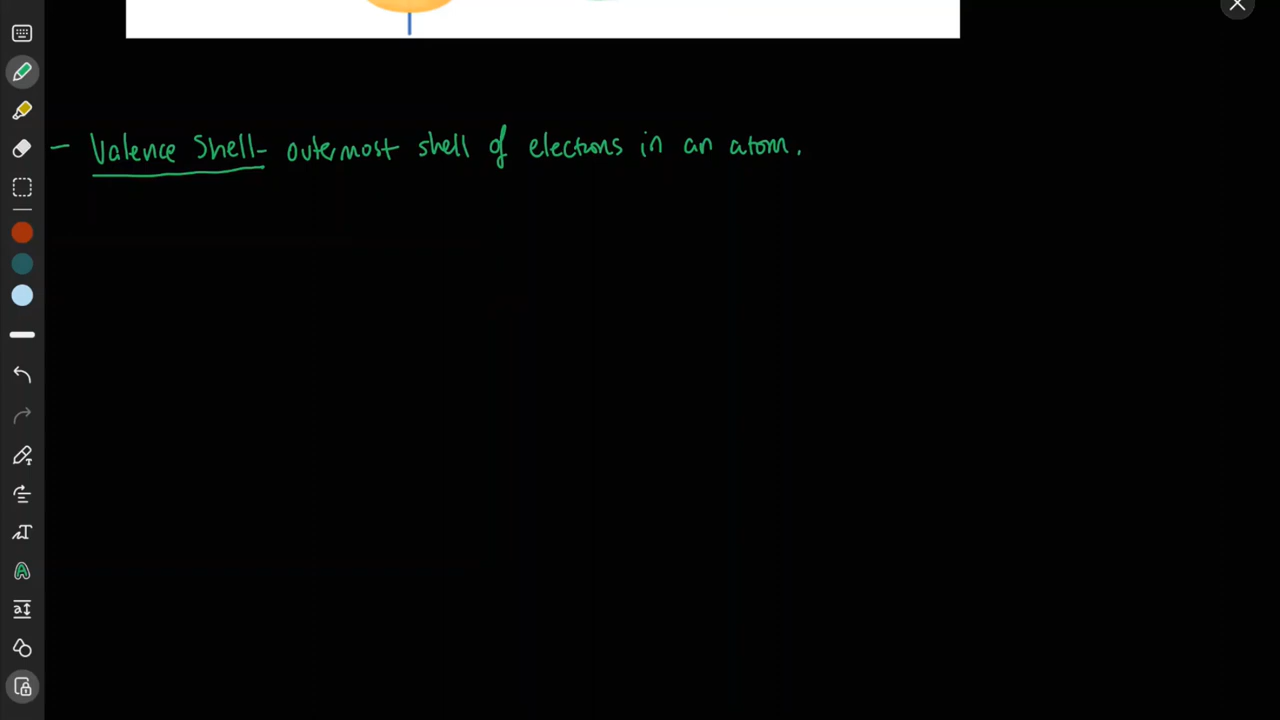 - Valence Shell- outermost shell of electrons in an atom.